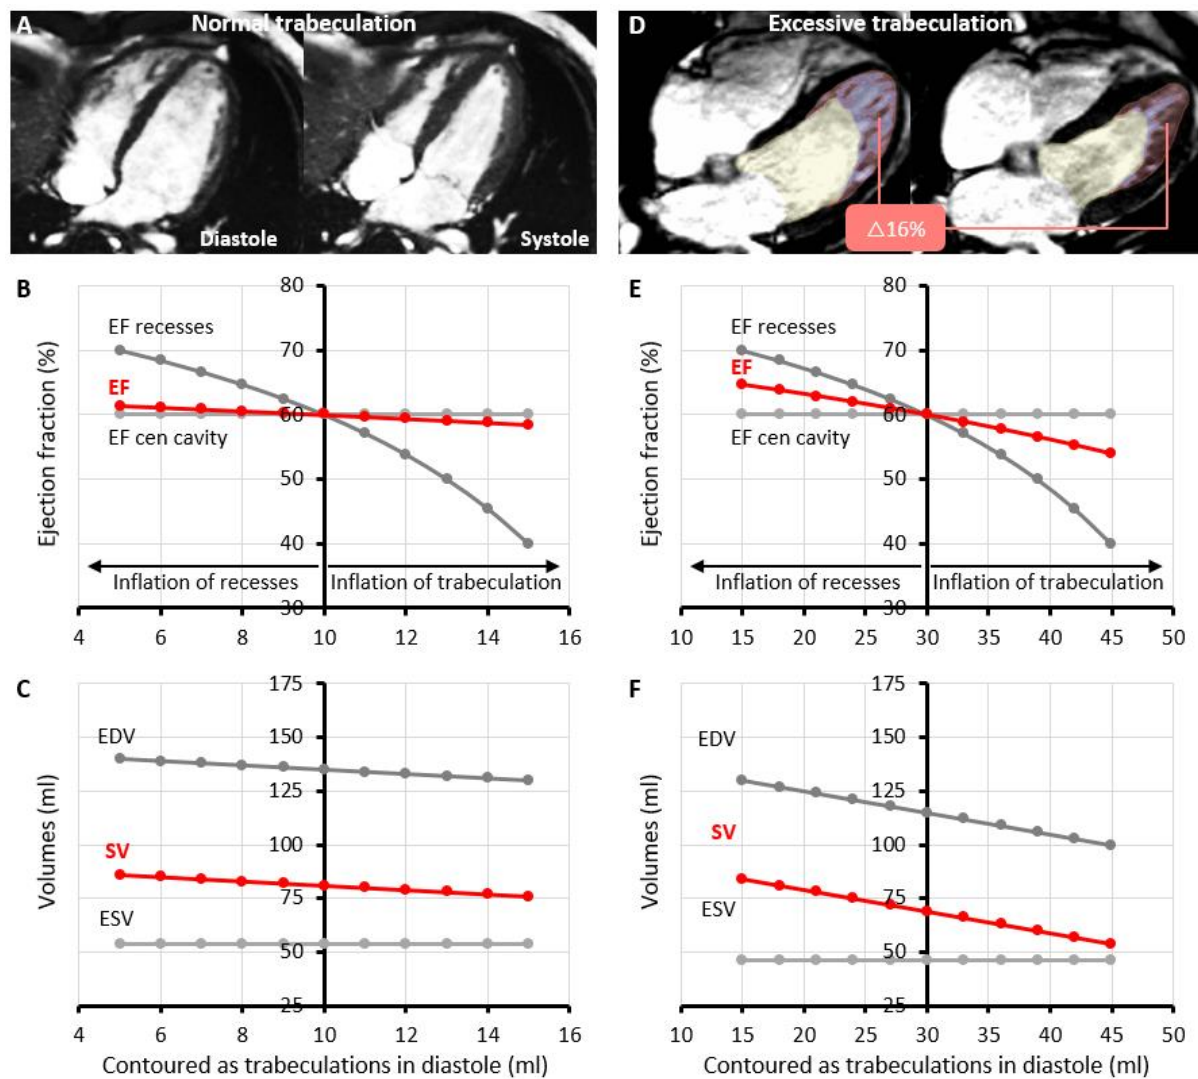 A
Normal trabeculation
Diastole
Systole
D
Excessive trabeculation
△16%
B
80
70
60
50
40
30
EF recesses
EF
EF cen cavity
Ejection fraction (%)
Inflation of recesses
Inflation of trabeculation
4 6 8 10 12 14 16
E
80
70
60
50
40
30
EF recesses
EF
EF cen cavity
Ejection fraction (%)
Inflation of recesses
Inflation of trabeculation
10 15 20 25 30 35 40 45 50
C
175
150
125
100
75
50
25
EDV
SV
ESV
Volumes (ml)
4 6 8 10 12 14 16
Contoured as trabeculations in diastole (ml)
F
175
150
125
100
75
50
25
EDV
SV
ESV
Volumes (ml)
10 15 20 25 30 35 40 45 50
Contoured as trabeculations in diastole (ml)